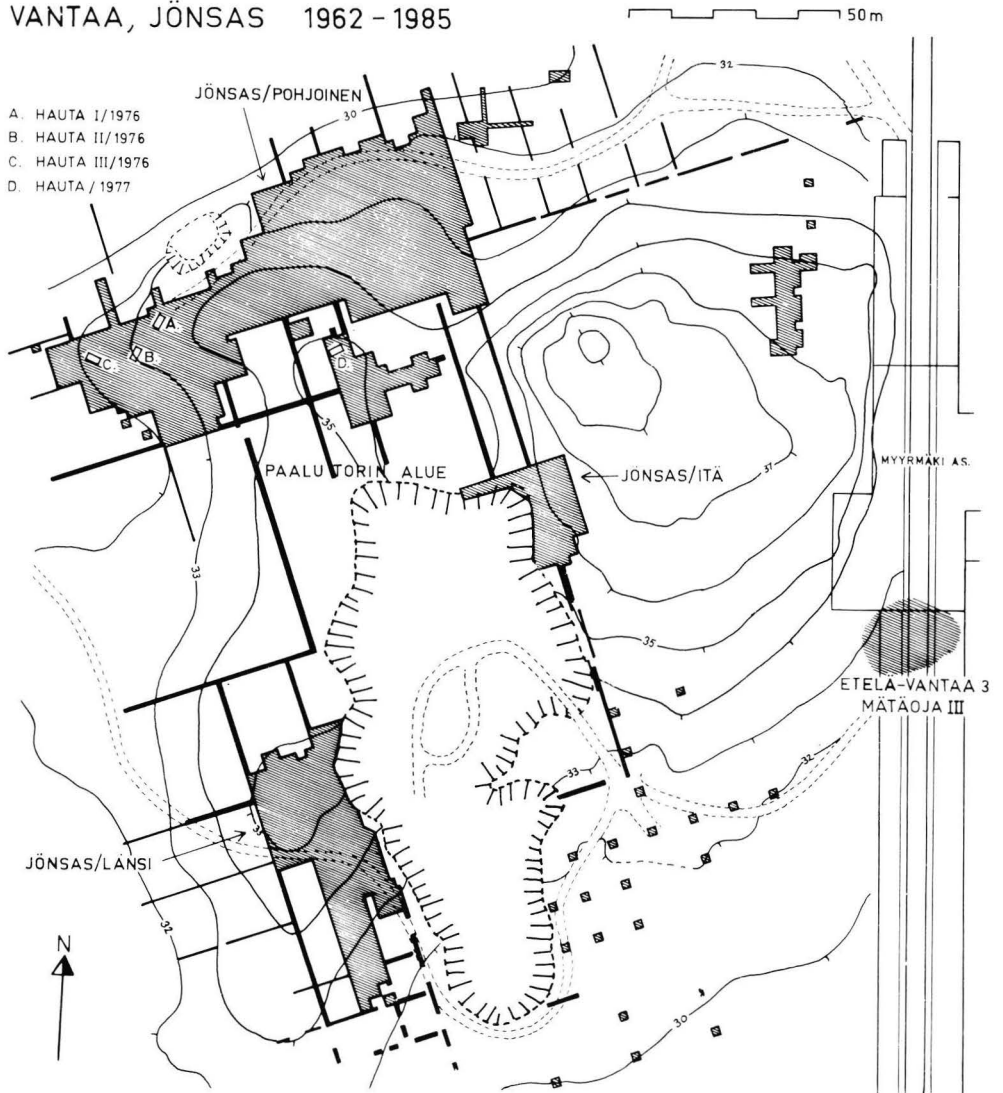 VANTAA, JÖNSAS 1962-1985
50m
A. HAUTA I/1976
B. HAUTA II/1976
C. HAUTA III/1976
D. HAUTA/1977
JÖNSAS/POHJOINEN
30
32
A.
B.
C.
D.
35
PAALUTORIN ALUE
JÖNSAS/ITÄ
37
MYYRMÄKI AS.
33
35
ETELÄ-VANTAA 3
MÄTÄOJA III
33
32
33
JÖNSAS/LÄNSI
32
N
30